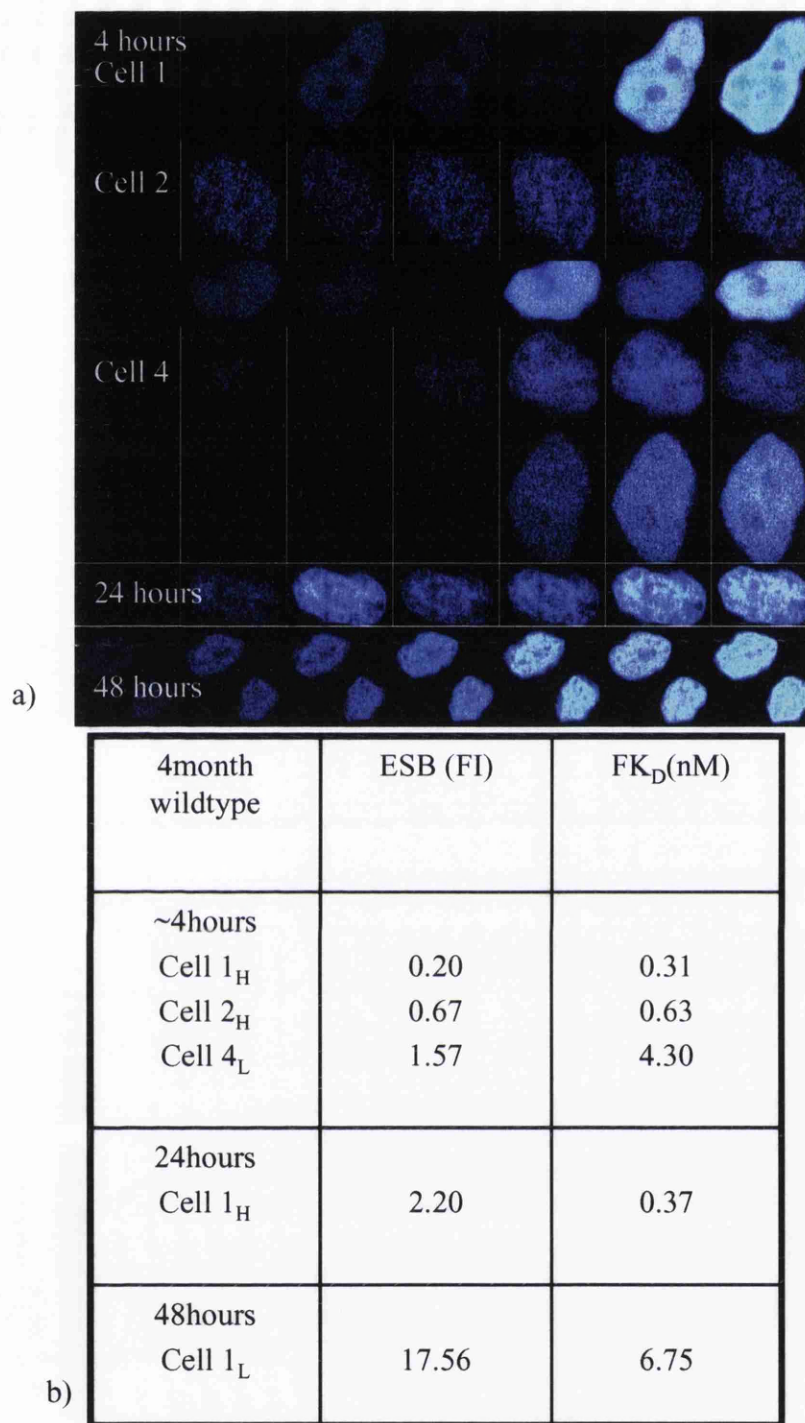 4 hours
Cell 1
Cell 2
Cell 4
24 hours
48 hours
a)
4month wildtype ESB (FI) FK_D(nM)
~4hours
Cell 1_H 0.20 0.31
Cell 2_H 0.67 0.63
Cell 4_L 1.57 4.30
24hours
Cell 1_H 2.20 0.37
48hours
Cell 1_L 17.56 6.75
b)